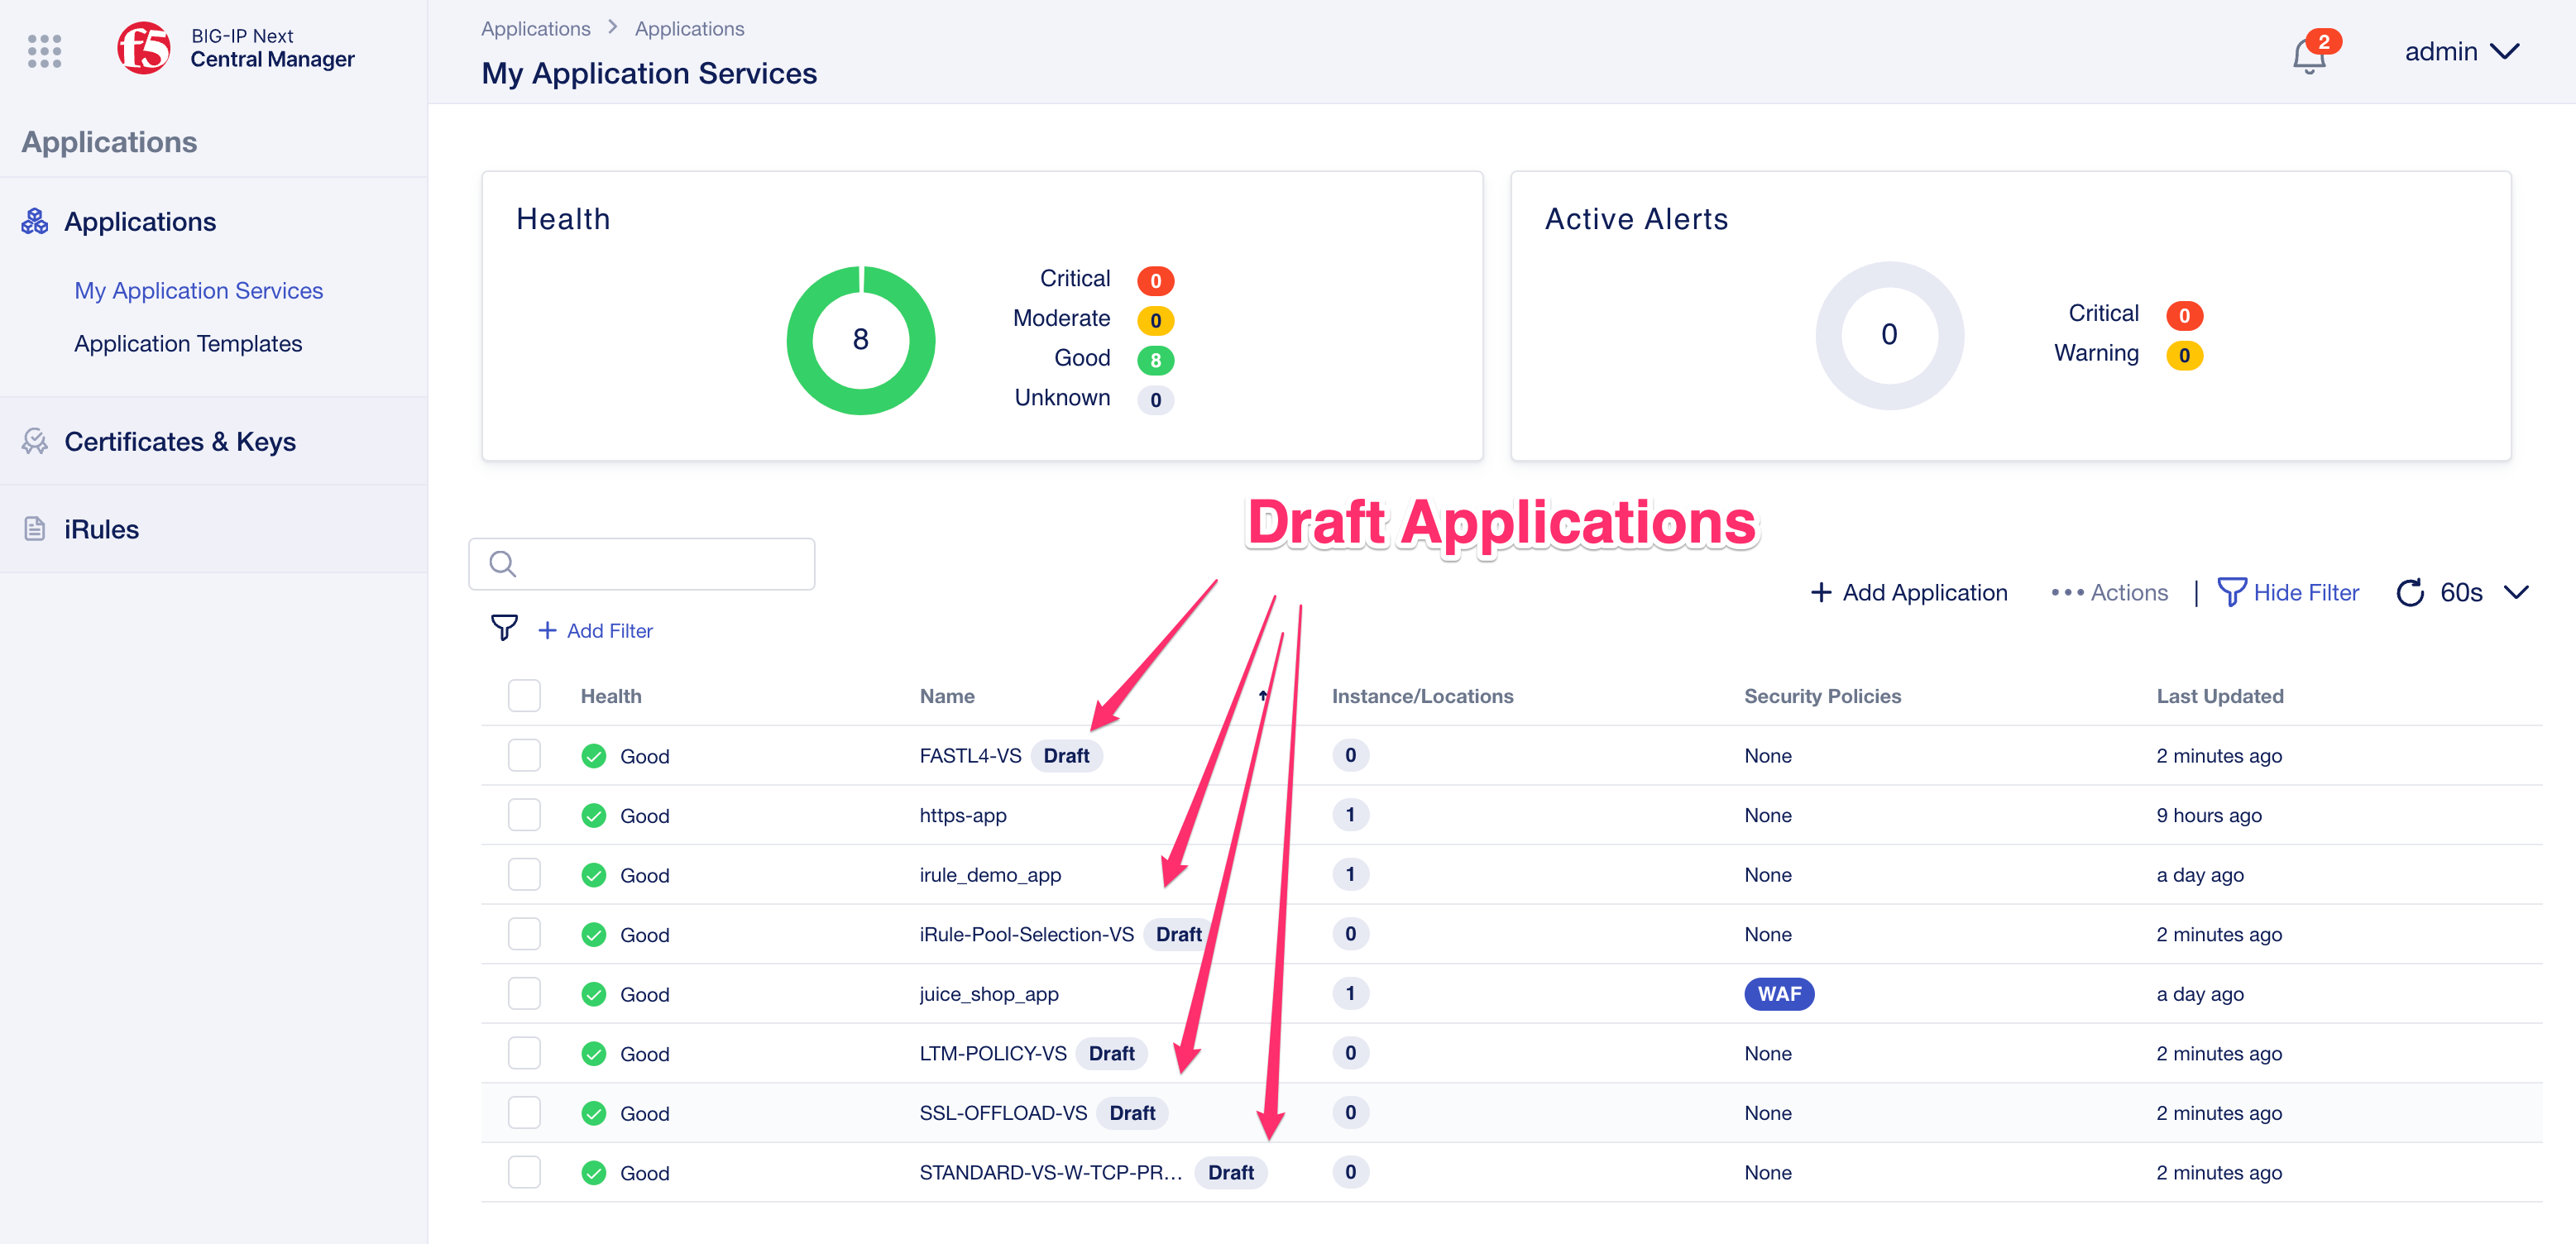 BIG-IP Next
Central Manager
Applications
Applications
My Application Services
Application Templates
Certificates & Keys
iRules
Applications > Applications
My Application Services
2
admin
Health
8
Critical 0
Moderate 0
Good 8
Unknown 0
Active Alerts
0
Critical 0
Warning 0
Draft Applications
+ Add Application ••• Actions | Hide Filter 60s
+ Add Filter
Health Name Instance/Locations Security Policies Last Updated
Good FASTL4-VS Draft 0 None 2 minutes ago
Good https-app 1 None 9 hours ago
Good irule_demo_app 1 None a day ago
Good iRule-Pool-Selection-VS Draft 0 None 2 minutes ago
Good juice_shop_app 1 WAF a day ago
Good LTM-POLICY-VS Draft 0 None 2 minutes ago
Good SSL-OFFLOAD-VS Draft 0 None 2 minutes ago
Good STANDARD-VS-W-TCP-PR... Draft 0 None 2 minutes ago